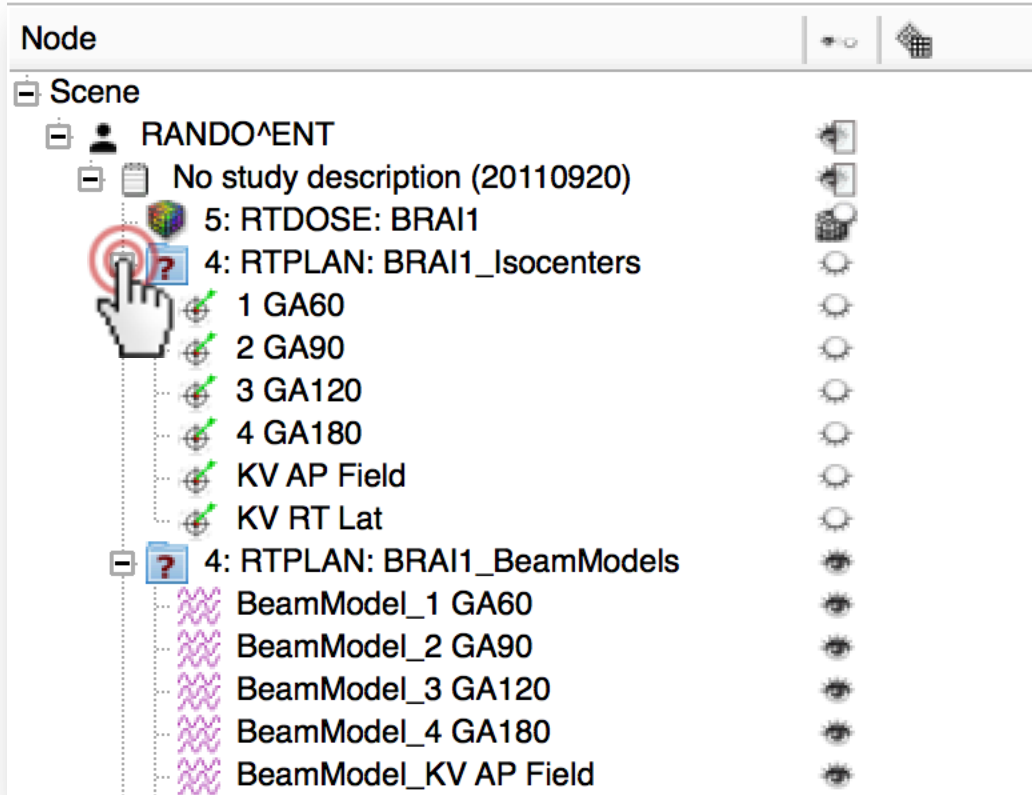 Node
Scene
RANDO^ENT
No study description (20110920)
5: RTDOSE: BRAI1
? 4: RTPLAN: BRAI1_Isocenters
1 GA60
2 GA90
3 GA120
4 GA180
KV AP Field
KV RT Lat
? 4: RTPLAN: BRAI1_BeamModels
BeamModel_1 GA60
BeamModel_2 GA90
BeamModel_3 GA120
BeamModel_4 GA180
BeamModel_KV AP Field